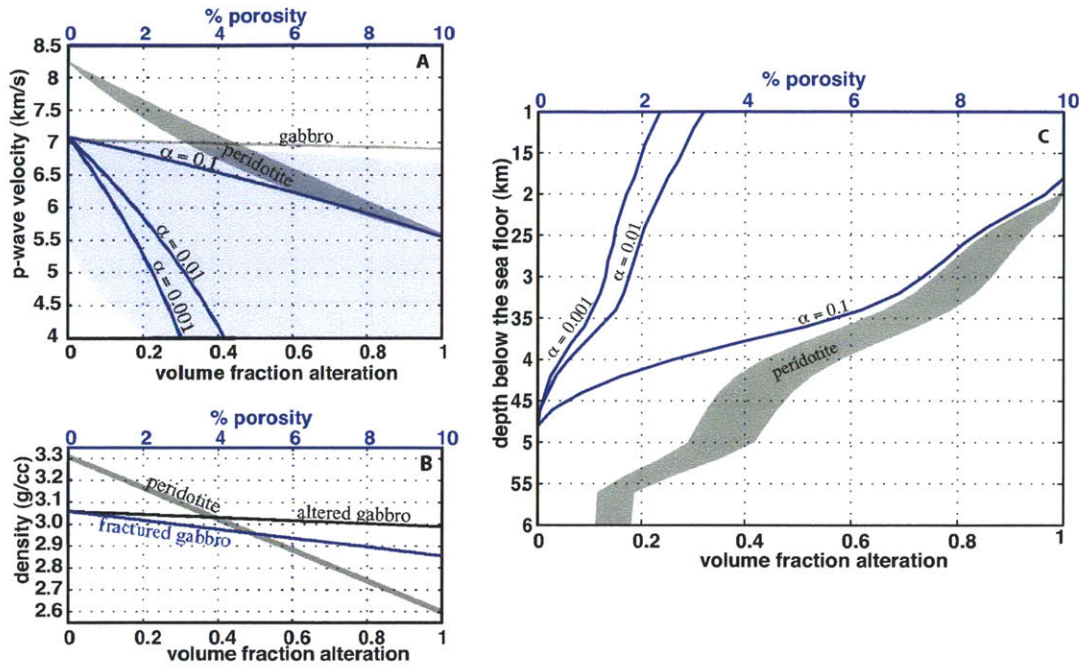 % porosity
0 2 4 6 8 10
8.5
8
7.5
7
6.5
6
5.5
5
4.5
4
p-wave velocity (km/s)
A
gabbro
peridotite
α = 0.1
α = 0.01
α = 0.001
0 0.2 0.4 0.6 0.8 1
volume fraction alteration
% porosity
0 2 4 6 8 10
3.3
3.2
3.1
3.0
2.9
2.8
2.7
2.6
density (g/cc)
B
peridotite
altered gabbro
fractured gabbro
0 0.2 0.4 0.6 0.8 1
volume fraction alteration
% porosity
0 2 4 6 8 10
1
15
2
25
3
35
4
45
5
55
6
depth below the sea floor (km)
C
α = 0.001
α = 0.01
α = 0.1
peridotite
0 0.2 0.4 0.6 0.8 1
volume fraction alteration